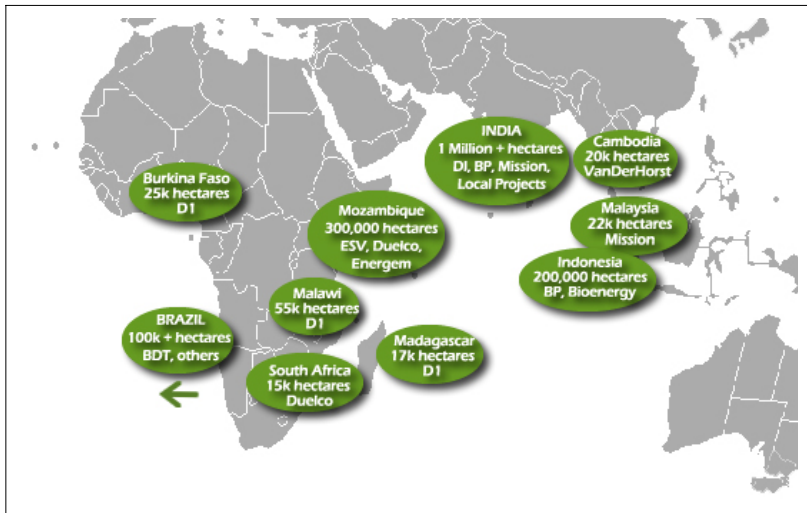 INDIA
1 Million + hectares
DI, BP, Mission,
Local Projects
Cambodia
20k hectares
VanDerHorst
Burkina Faso
25k hectares
D1
Mozambique
300,000 hectares
ESV, Duelco,
Energem
Malaysia
22k hectares
Mission
Indonesia
200,000 hectares
BP, Bioenergy
Malawi
55k hectares
D1
BRAZIL
100k + hectares
BDT, others
Madagascar
17k hectares
D1
South Africa
15k hectares
Duelco